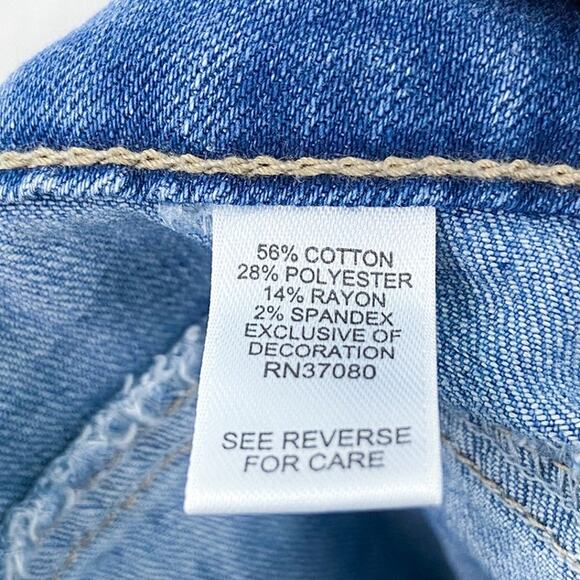 56% COTTON
28% POLYESTER
14% RAYON
2% SPANDEX
EXCLUSIVE OF
DECORATION
RN37080
SEE REVERSE
FOR CARE